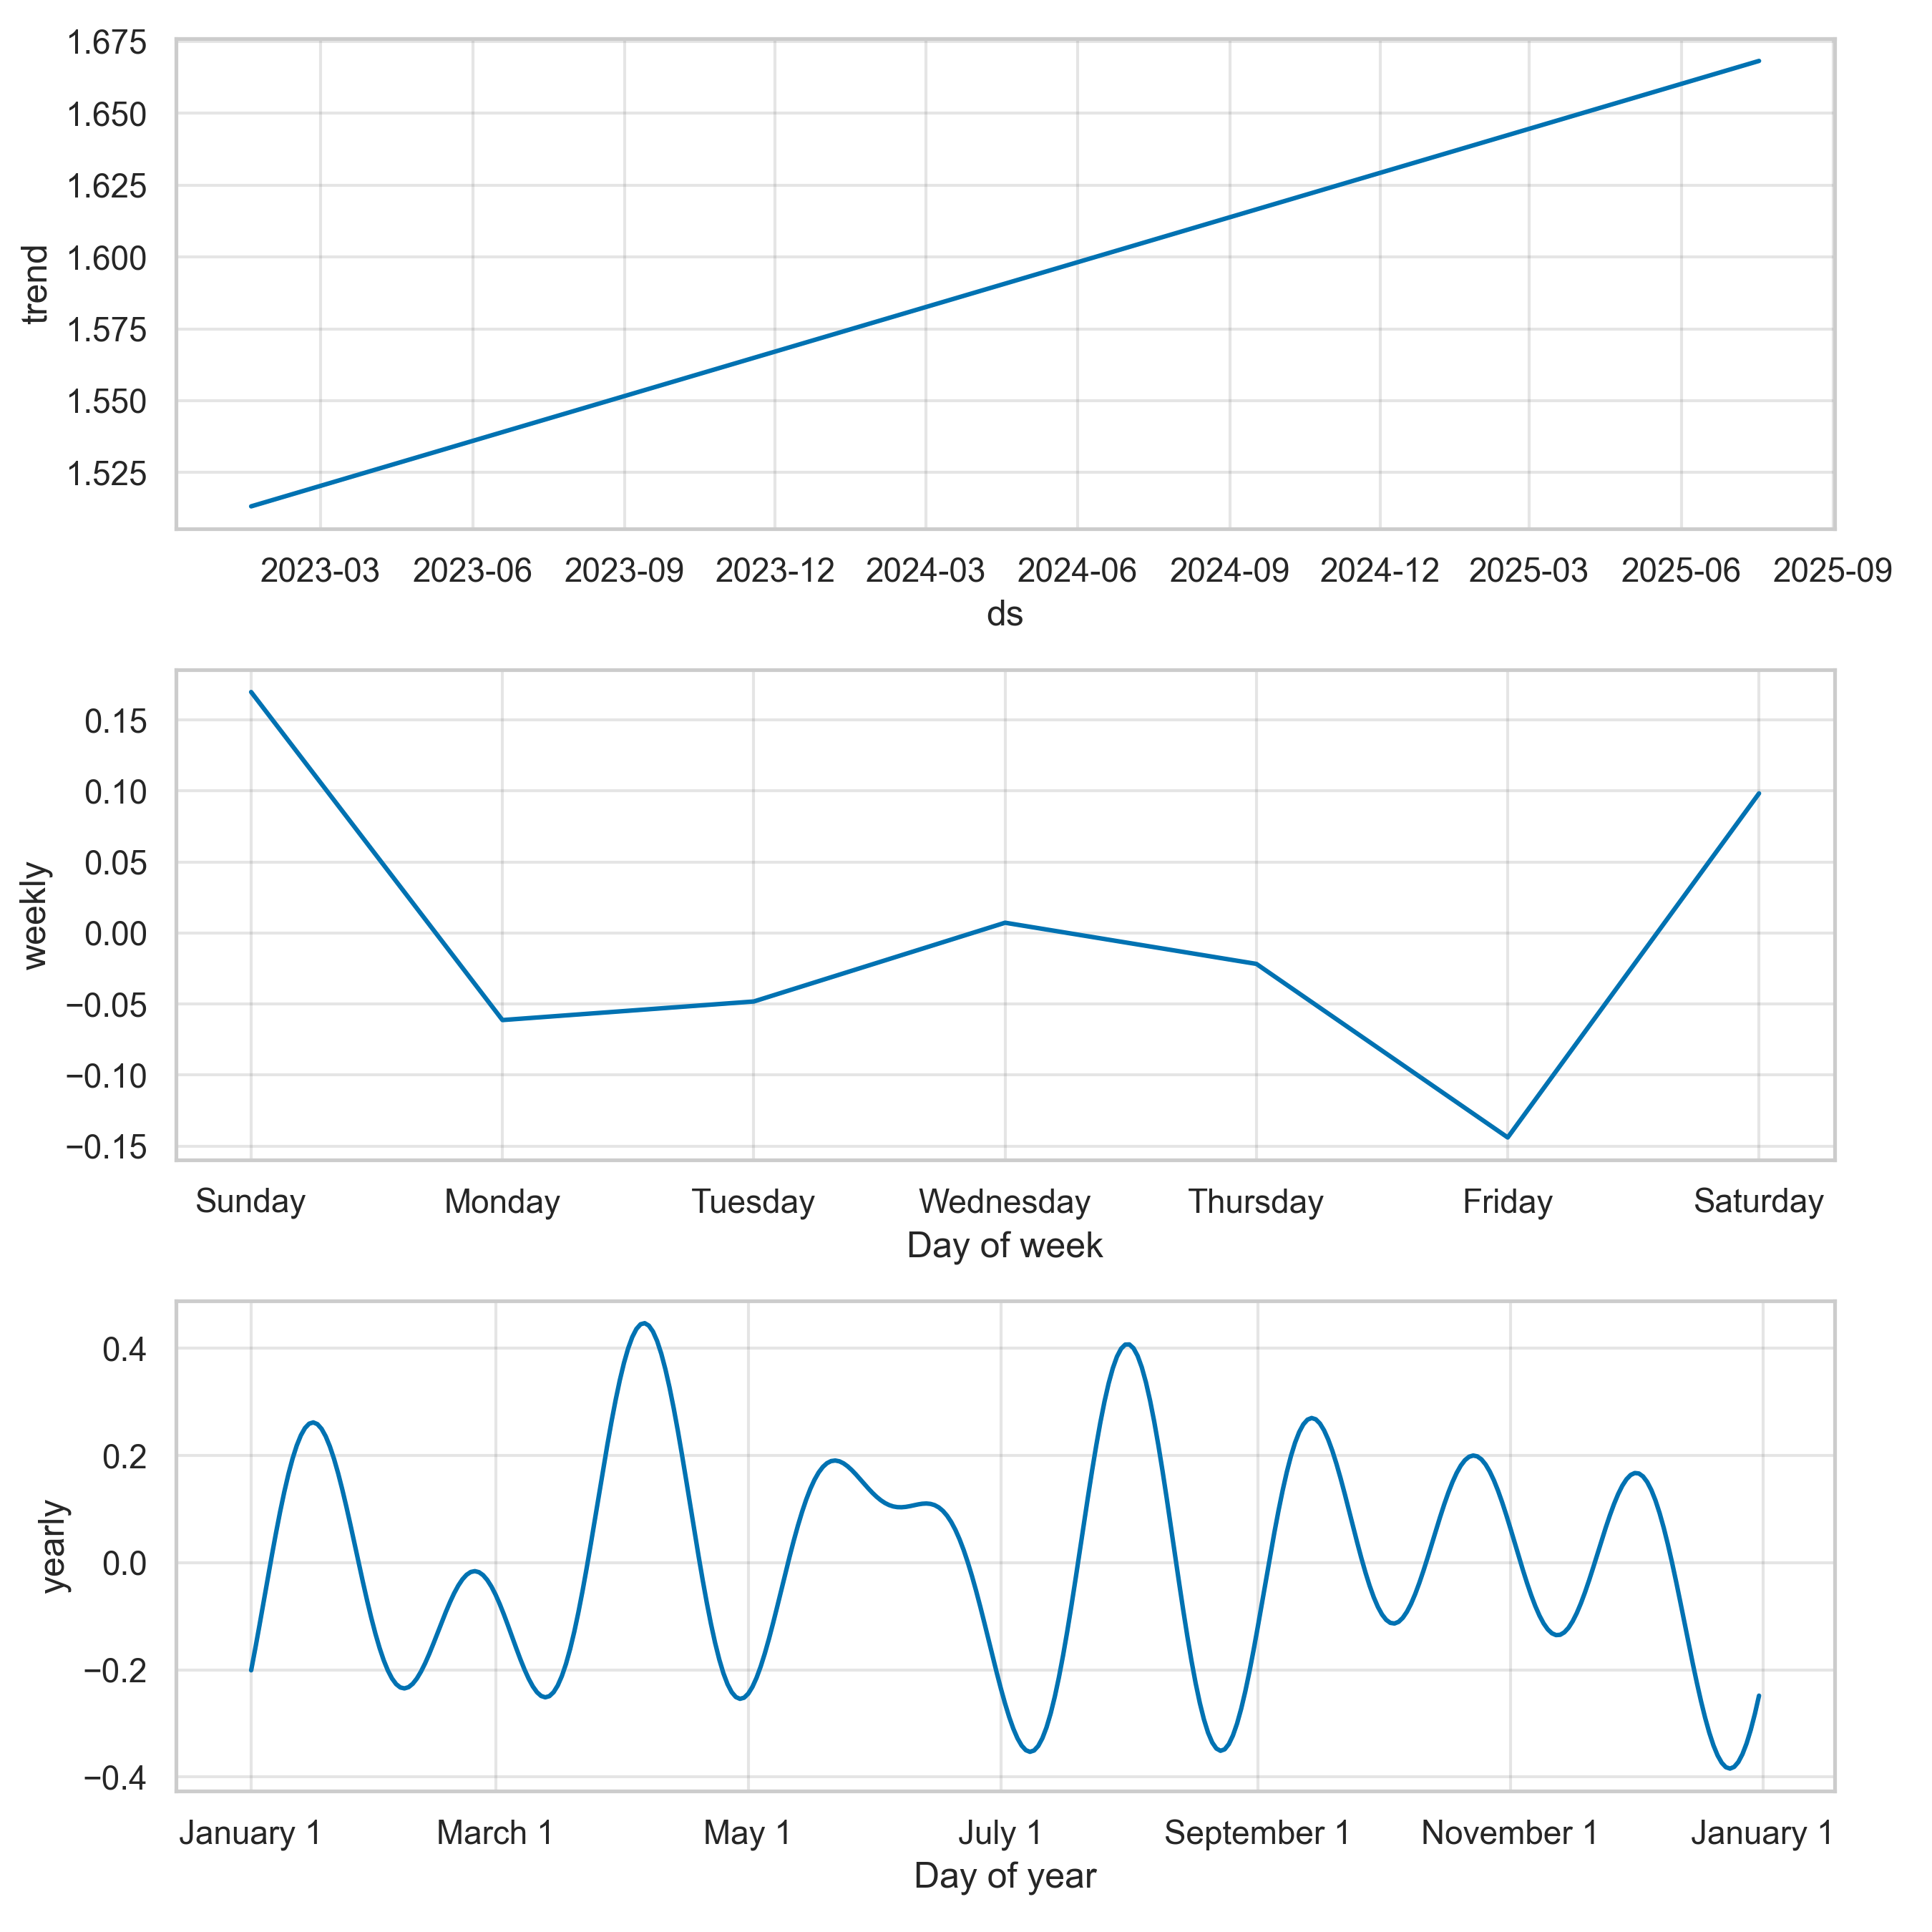 1.675
1.650
1.625
1.600
1.575
1.550
1.525
trend
2023-03 2023-06 2023-09 2023-12 2024-03 2024-06 2024-09 2024-12 2025-03 2025-06 2025-09
ds
0.15
0.10
0.05
0.00
−0.05
−0.10
−0.15
weekly
Sunday Monday Tuesday Wednesday Thursday Friday Saturday
Day of week
0.4
0.2
0.0
−0.2
−0.4
yearly
January 1 March 1 May 1 July 1 September 1 November 1 January 1
Day of year